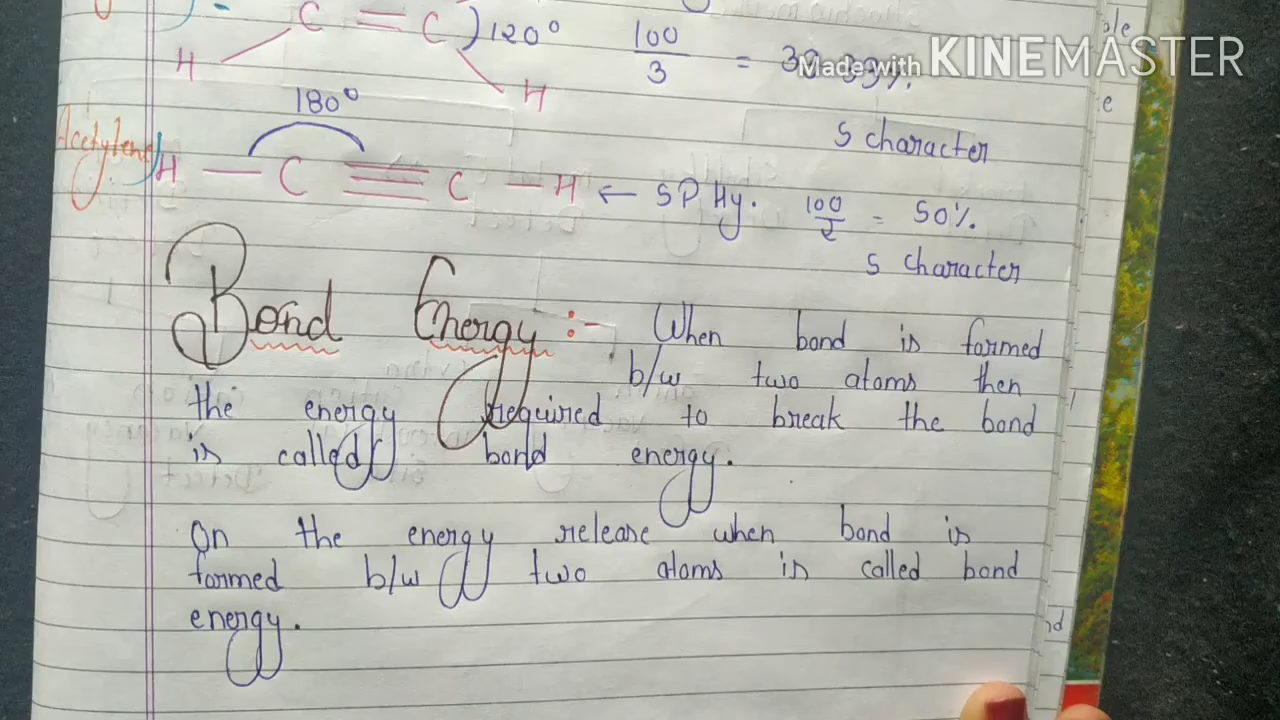 C = C ) 120° 100/3 = 
H H
Made with KINEMASTER
180° s character
Acetylene H — C ≡ C — H ← SP Hy. 100/2 = 50%.
s character
Bond Energy :- When bond is formed
b/w two atoms then
the energy required to break the bond
is called bond energy.
On the energy release when bond is
formed b/w two atoms is called bond
energy.